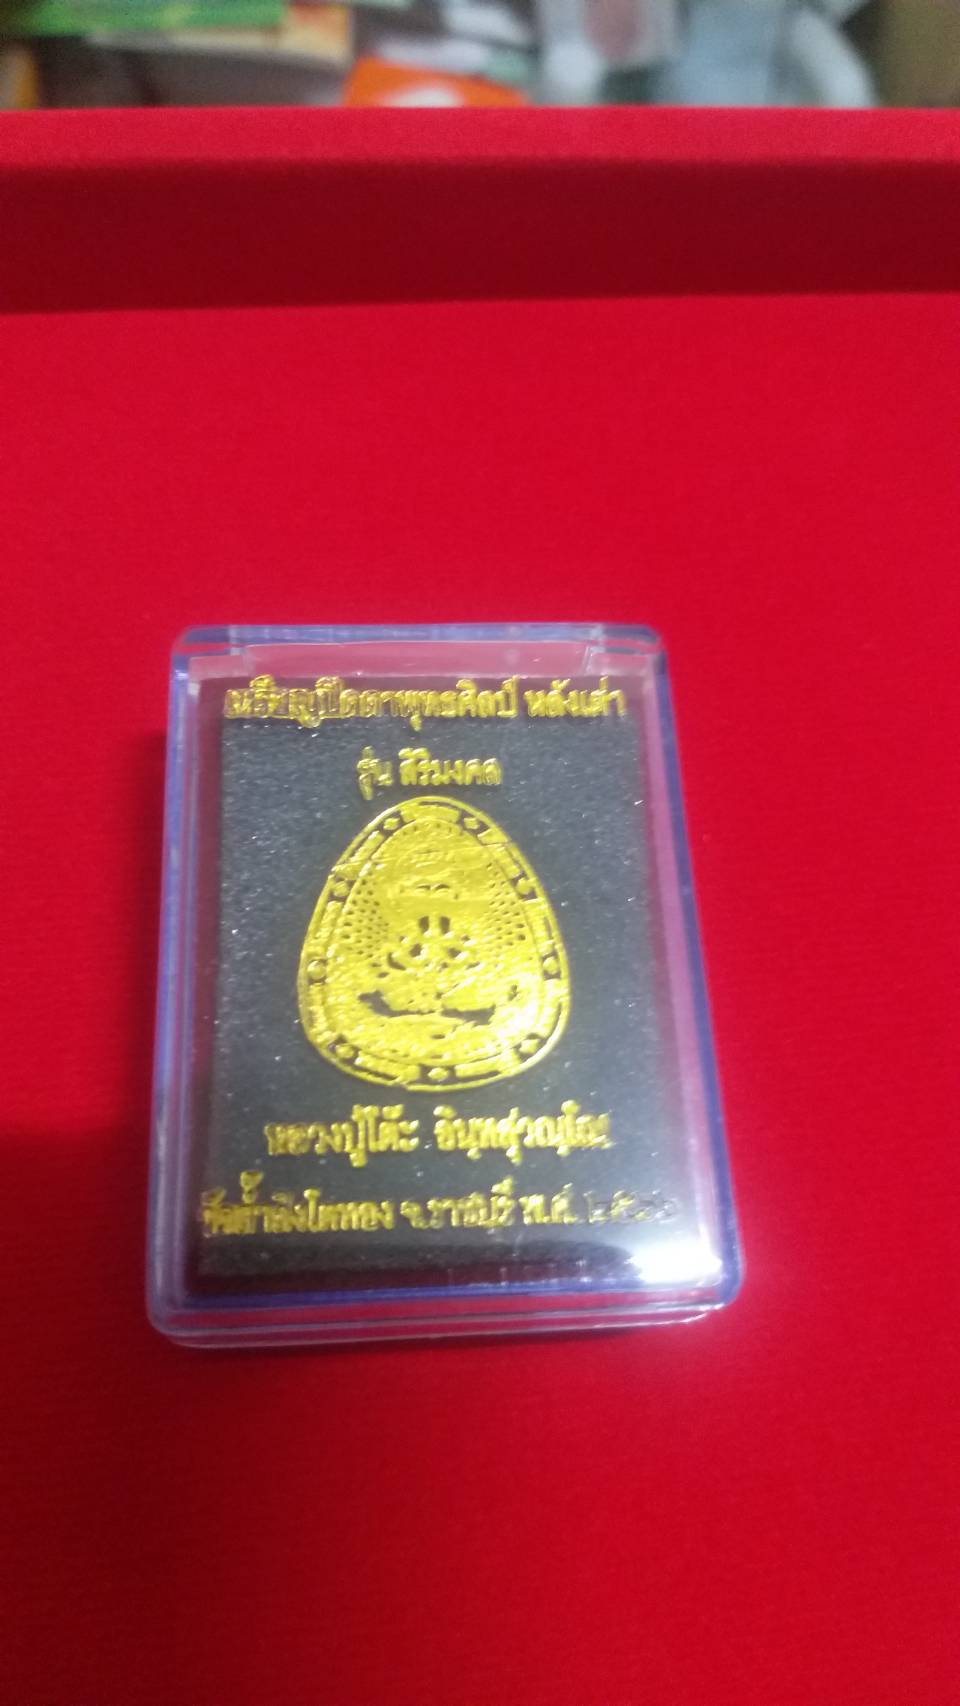 เหรียญปิดตาพุทธศิลป์ หลังเต่า
รุ่น สิริมงคล
หลวงปู่โต๊ะ อินทสุวณฺโณ
วัดถ้ำสิงโตทอง จ.ราชบุรี พ.ศ.